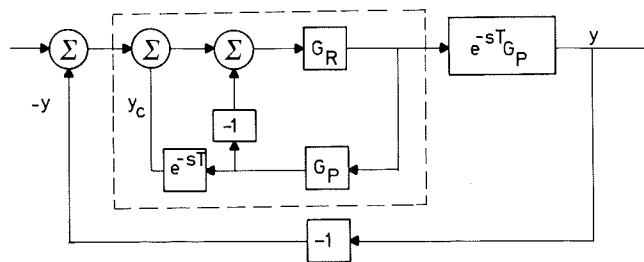 Σ
Σ
Σ
G_R
e^{-sT}G_P
y
-y
y_c
-1
e^{-sT}
G_P
-1